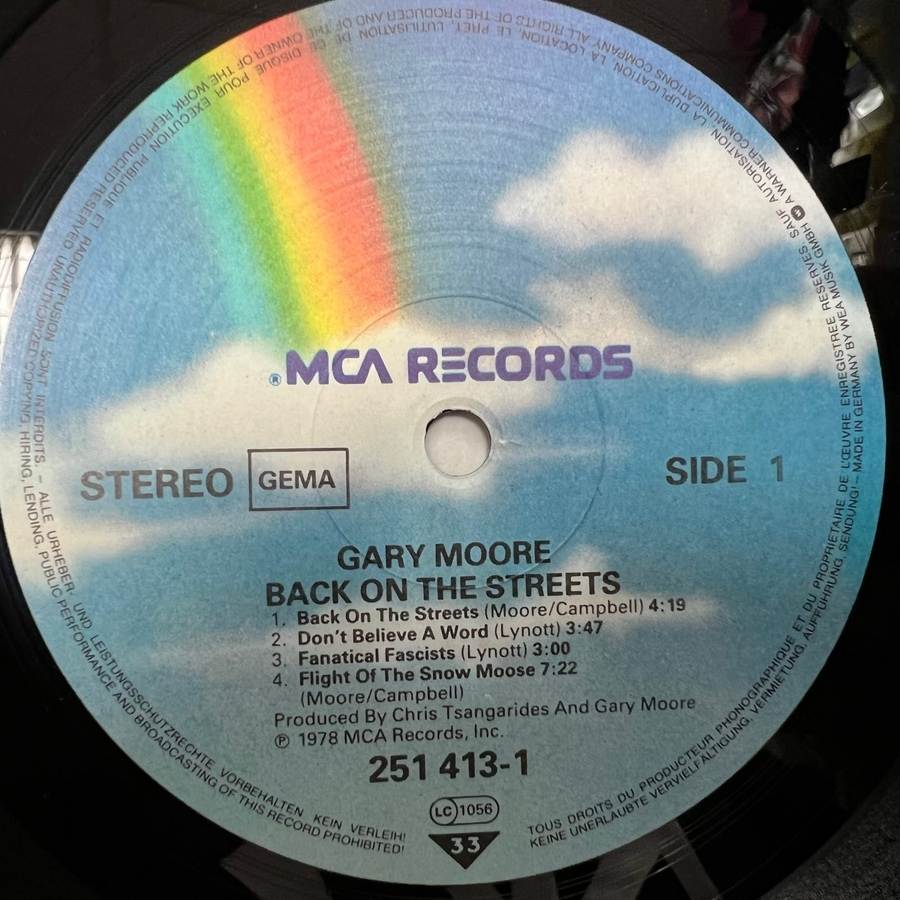 ®MCA RECORDS
STEREO GEMA
SIDE 1
GARY MOORE
BACK ON THE STREETS
1. Back On The Streets (Moore/Campbell) 4:19
2. Don't Believe A Word (Lynott) 3:47
3. Fanatical Fascists (Lynott) 3:00
4. Flight Of The Snow Moose 7:22
(Moore/Campbell)
Produced By Chris Tsangarides And Gary Moore
℗ 1978 MCA Records, Inc.
251 413-1
LC 1056
33
TOUS DROITS DU PRODUCTEUR PHONOGRAPHIQUE ET DU PROPRIETAIRE DE L'ŒUVRE ENREGISTREE RESERVES. SAUF AUTORISATION LA DUPLICATION, LA LOCATION, LE PRET, L'UTILISATION DE CE DISQUE POUR EXECUTION PUBLIQUE ET RADIODIFFUSION SONT INTERDITS. – ALLE URHEBER- UND LEISTUNGSSCHUTZRECHTE VORBEHALTEN KEIN VERLEIH!
KEINE UNERLAUBTE VERVIELFÄLTIGUNG, VERMIETUNG, AUFFÜHRUNG, SENDUNG! – MADE IN GERMANY BY WEA MUSIK GMBH A WARNER COMMUNICATIONS COMPANY. ALL RIGHTS OF THE PRODUCER AND OF THE OWNER OF THE WORK REPRODUCED RESERVED UNAUTHORIZED COPYING, HIRING, LENDING, PUBLIC PERFORMANCE AND BROADCASTING OF THIS RECORD PROHIBITED!